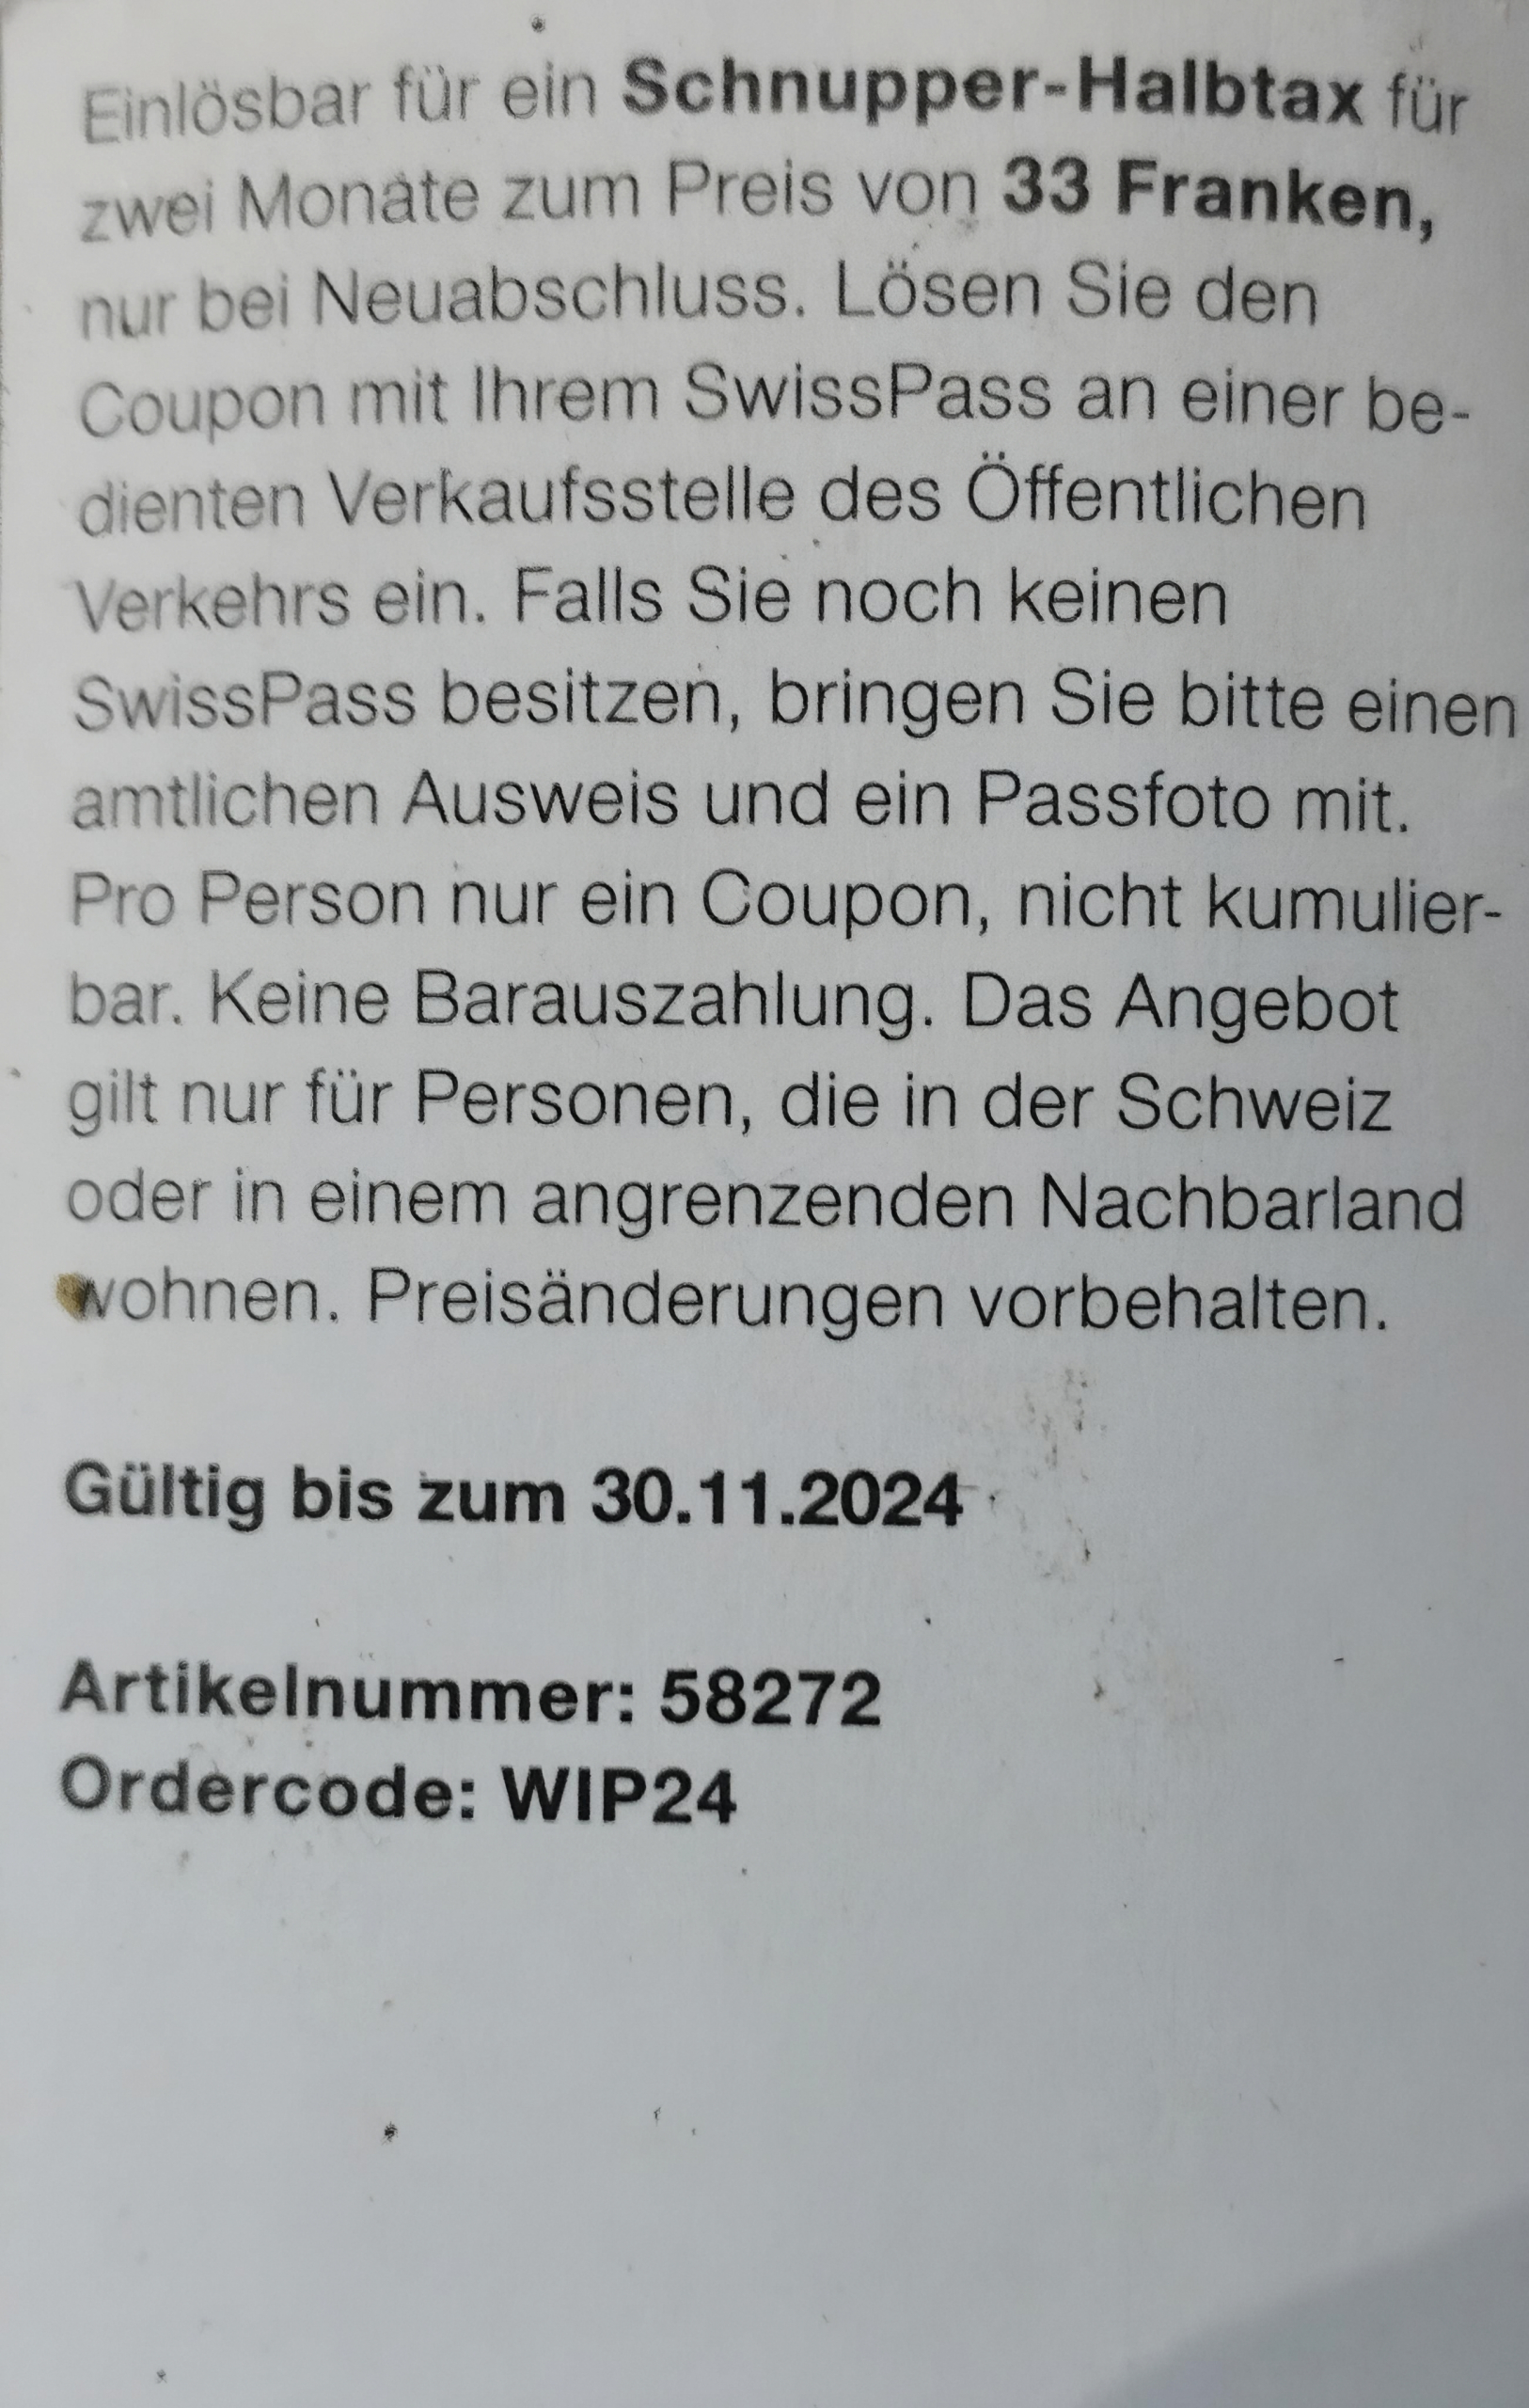 Einlösbar für ein Schnupper-Halbtax für
zwei Monate zum Preis von 33 Franken,
nur bei Neuabschluss. Lösen Sie den
Coupon mit Ihrem SwissPass an einer be-
dienten Verkaufsstelle des Öffentlichen
Verkehrs ein. Falls Sie noch keinen
SwissPass besitzen, bringen Sie bitte einen
amtlichen Ausweis und ein Passfoto mit.
Pro Person nur ein Coupon, nicht kumulier-
bar. Keine Barauszahlung. Das Angebot
gilt nur für Personen, die in der Schweiz
oder in einem angrenzenden Nachbarland
wohnen. Preisänderungen vorbehalten.
Gültig bis zum 30.11.2024
Artikelnummer: 58272
Ordercode: WIP24